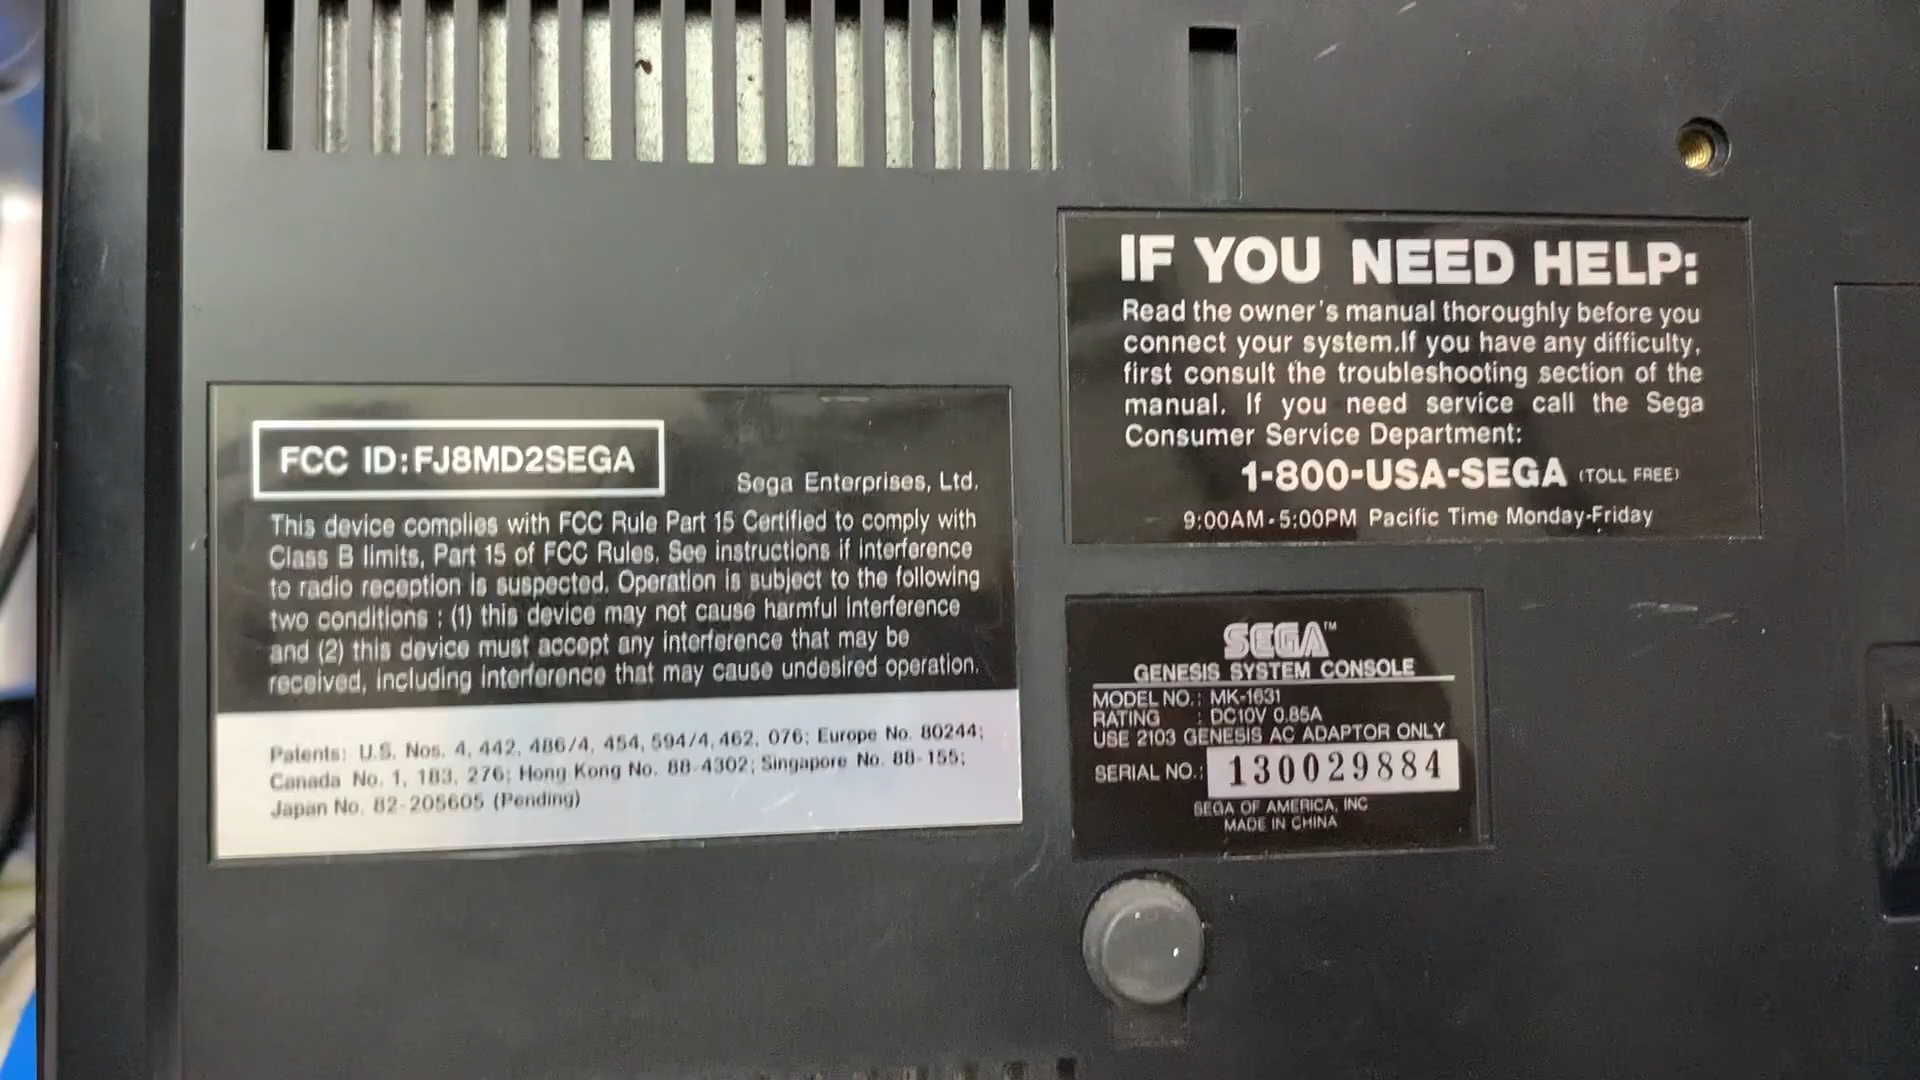 FCC ID:FJ8MD2SEGA
Sega Enterprises, Ltd.
This device complies with FCC Rule Part 15 Certified to comply with
Class B limits, Part 15 of FCC Rules. See instructions if interference
to radio reception is suspected. Operation is subject to the following
two conditions : (1) this device may not cause harmful interference
and (2) this device must accept any interference that may be
received, including interference that may cause undesired operation.
Patents: U.S. Nos. 4, 442, 486/4, 454, 594/4, 462, 076; Europe No. 80244;
Canada No. 1, 183, 276; Hong Kong No. 88-4302; Singapore No. 88-155;
Japan No. 82-205605 (Pending)
IF YOU NEED HELP:
Read the owner's manual thoroughly before you
connect your system.If you have any difficulty,
first consult the troubleshooting section of the
manual. If you need service call the Sega
Consumer Service Department:
1-800-USA-SEGA (TOLL FREE)
9:00AM-5:00PM Pacific Time Monday-Friday
SEGA™
GENESIS SYSTEM CONSOLE
MODEL NO.: MK-1631
RATING : DC10V 0.85A
USE 2103 GENESIS AC ADAPTOR ONLY
SERIAL NO.: 130029884
SEGA OF AMERICA, INC
MADE IN CHINA